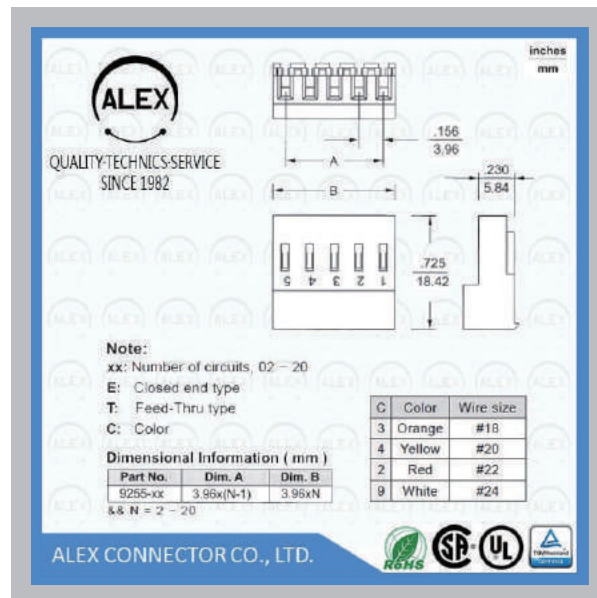 inches
mm
ALEX
QUALITY-TECHNICS-SERVICE
SINCE 1982
.156
3.96
A
B
.230
5.84
.725
18.42
5 4 3 2 1
Note:
xx: Number of circuits, 02 – 20
E: Closed end type
T: Feed-Thru type
C: Color
Dimensional Information ( mm )
Part No. Dim. A Dim. B
9255-xx 3.96x(N-1) 3.96xN
&& N = 2 – 20
C Color Wire size
3 Orange #18
4 Yellow #20
2 Red #22
9 White #24
ALEX CONNECTOR CO., LTD.
RoHS
UL